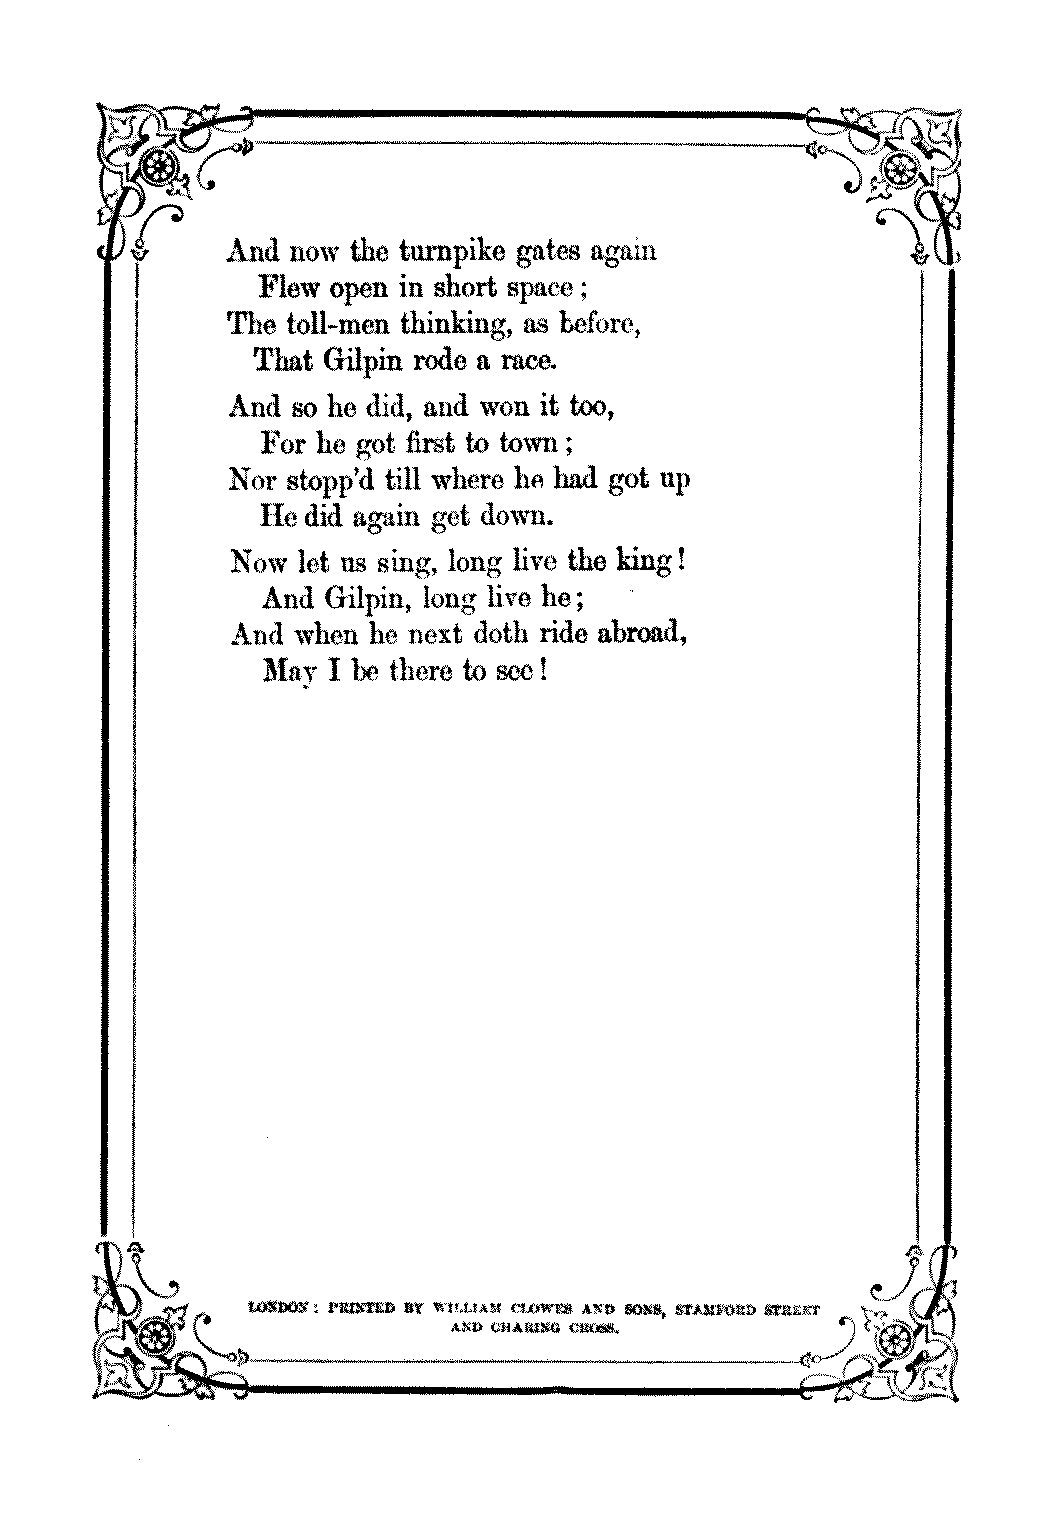 And now the turnpike gates again
Flew open in short space;
The toll-men thinking, as before,
That Gilpin rode a race.
And so he did, and won it too,
For he got first to town;
Nor stopp'd till where he had got up
He did again get down.
Now let us sing, long live the king!
And Gilpin, long live he;
And when he next doth ride abroad,
May I be there to see!
LONDON: PRINTED BY WILLIAM CLOWES AND SONS, STAMFORD STREET
AND CHARING CROSS.